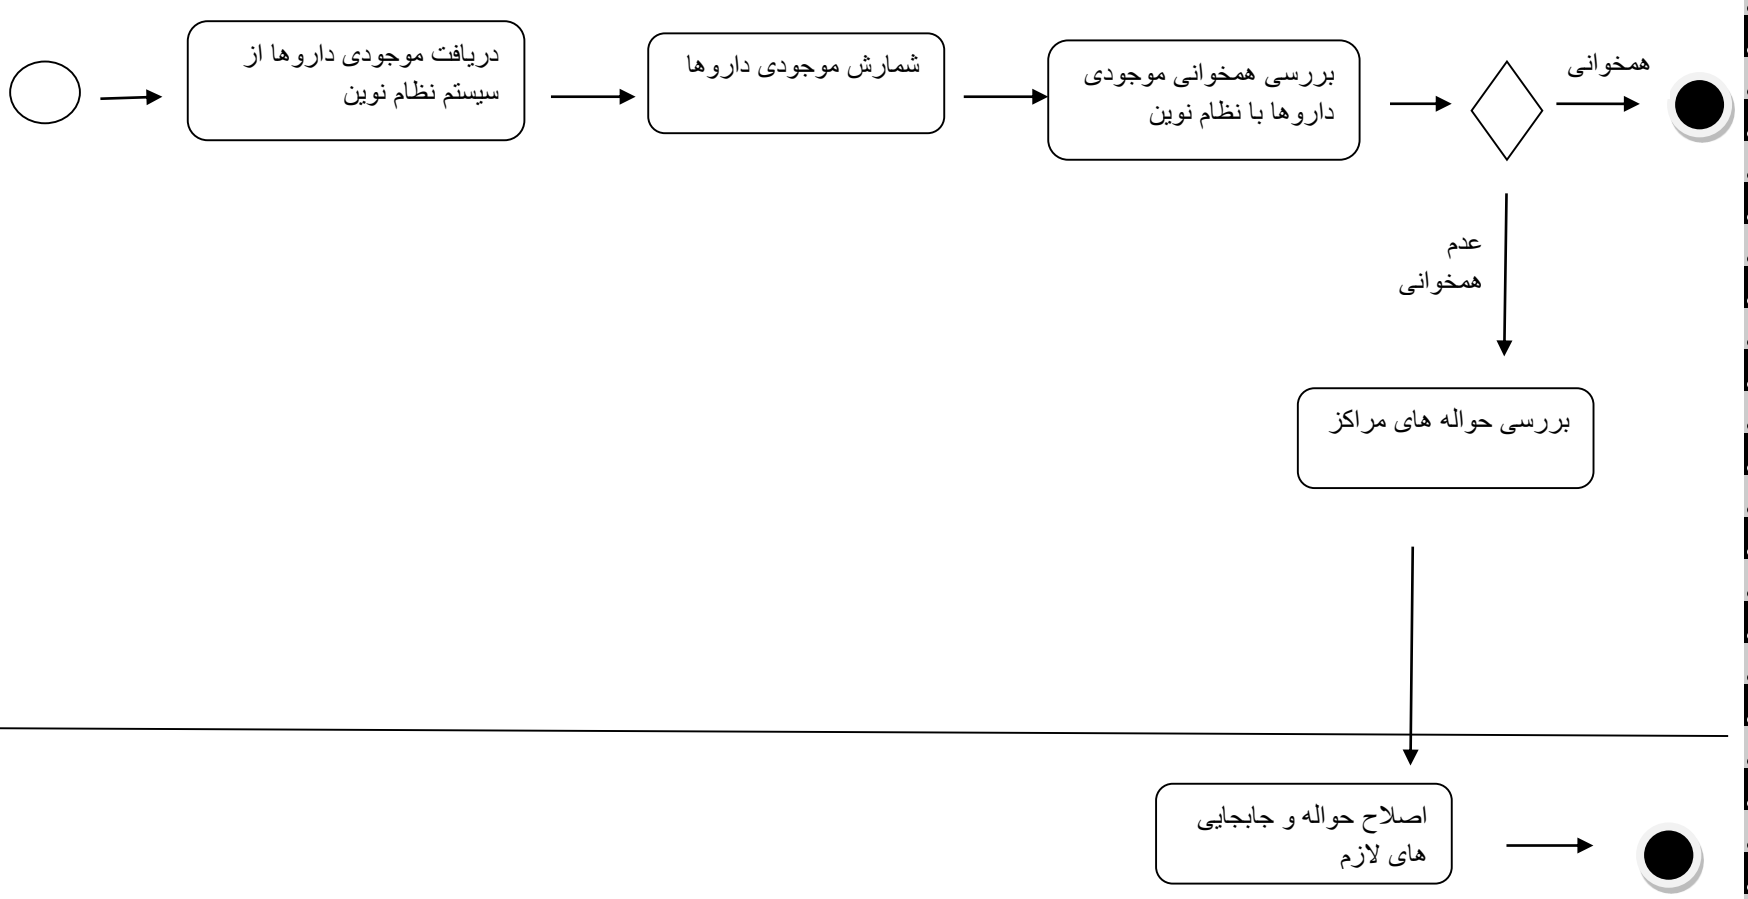 دریافت موجودی داروها از
سیستم نظام نوین
شمارش موجودی داروها
بررسی همخوانی موجودی
داروها با نظام نوین
همخوانی
عدم
همخوانی
بررسی حواله های مراکز
اصلاح حواله و جابجایی
های لازم